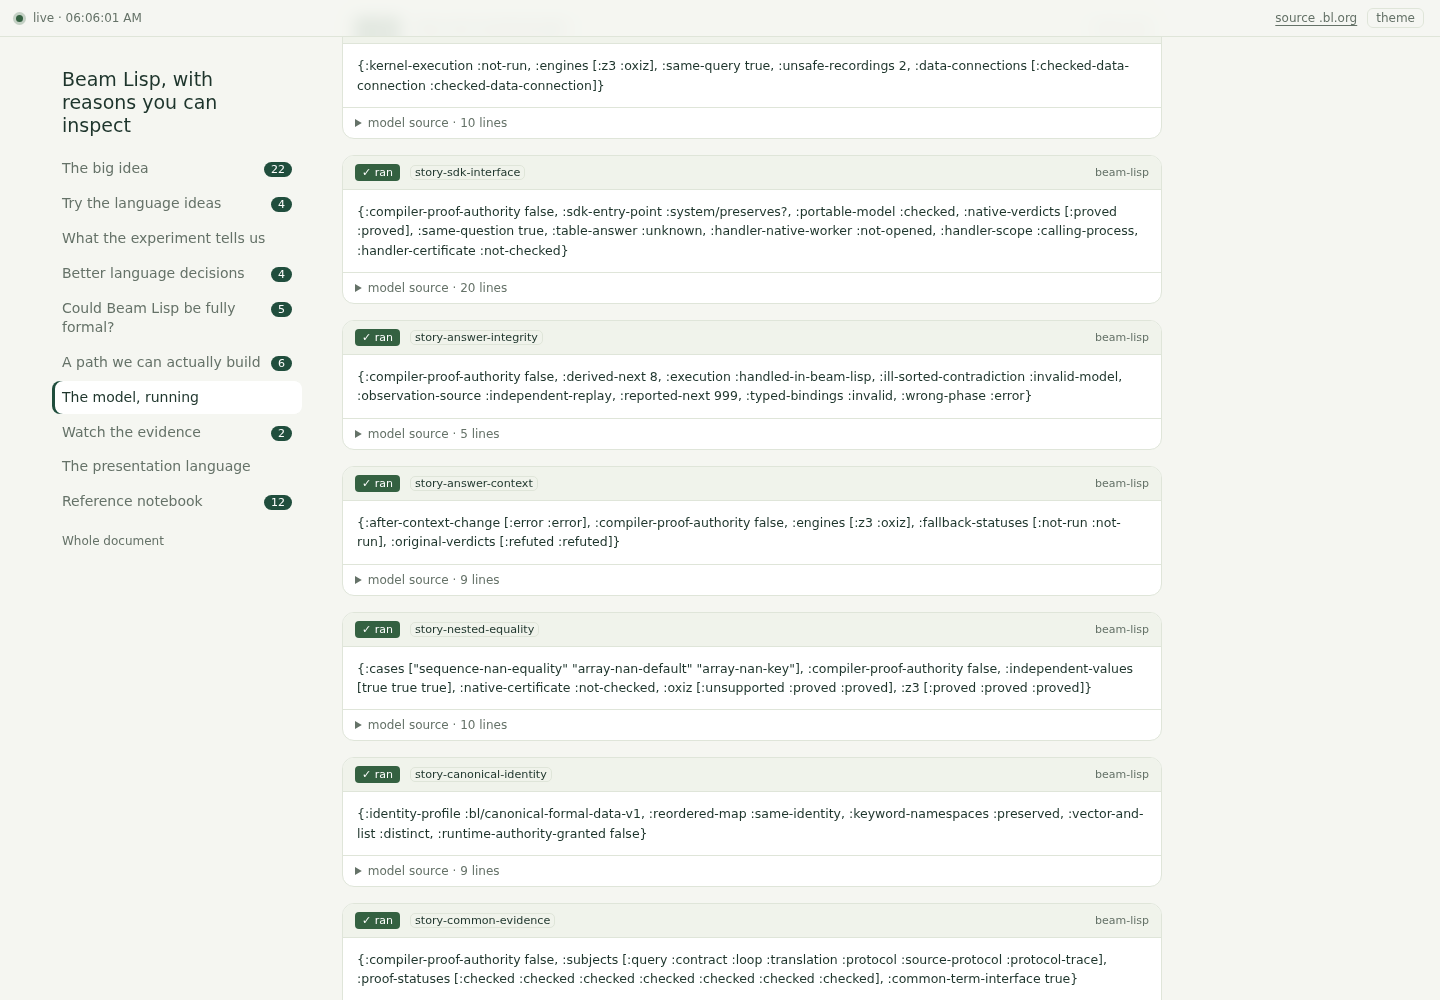 live · 06:06:01 AM
source .bl.org
theme
Beam Lisp, with
reasons you can
inspect
The big idea 22
Try the language ideas 4
What the experiment tells us
Better language decisions 4
Could Beam Lisp be fully 5
formal?
A path we can actually build 6
The model, running
Watch the evidence 2
The presentation language
Reference notebook 12
Whole document
{:kernel-execution :not-run, :engines [:z3 :oxiz], :same-query true, :unsafe-recordings 2, :data-connections [:checked-data-
connection :checked-data-connection]}
▶ model source · 10 lines
✓ ran story-sdk-interface beam-lisp
{:compiler-proof-authority false, :sdk-entry-point :system/preserves?, :portable-model :checked, :native-verdicts [:proved
:proved], :same-question true, :table-answer :unknown, :handler-native-worker :not-opened, :handler-scope :calling-process,
:handler-certificate :not-checked}
▶ model source · 20 lines
✓ ran story-answer-integrity beam-lisp
{:compiler-proof-authority false, :derived-next 8, :execution :handled-in-beam-lisp, :ill-sorted-contradiction :invalid-model,
:observation-source :independent-replay, :reported-next 999, :typed-bindings :invalid, :wrong-phase :error}
▶ model source · 5 lines
✓ ran story-answer-context beam-lisp
{:after-context-change [:error :error], :compiler-proof-authority false, :engines [:z3 :oxiz], :fallback-statuses [:not-run :not-
run], :original-verdicts [:refuted :refuted]}
▶ model source · 9 lines
✓ ran story-nested-equality beam-lisp
{:cases ["sequence-nan-equality" "array-nan-default" "array-nan-key"], :compiler-proof-authority false, :independent-values
[true true true], :native-certificate :not-checked, :oxiz [:unsupported :proved :proved], :z3 [:proved :proved :proved]}
▶ model source · 10 lines
✓ ran story-canonical-identity beam-lisp
{:identity-profile :bl/canonical-formal-data-v1, :reordered-map :same-identity, :keyword-namespaces :preserved, :vector-and-
list :distinct, :runtime-authority-granted false}
▶ model source · 9 lines
✓ ran story-common-evidence beam-lisp
{:compiler-proof-authority false, :subjects [:query :contract :loop :translation :protocol :source-protocol :protocol-trace],
:proof-statuses [:checked :checked :checked :checked :checked :checked :checked], :common-term-interface true}